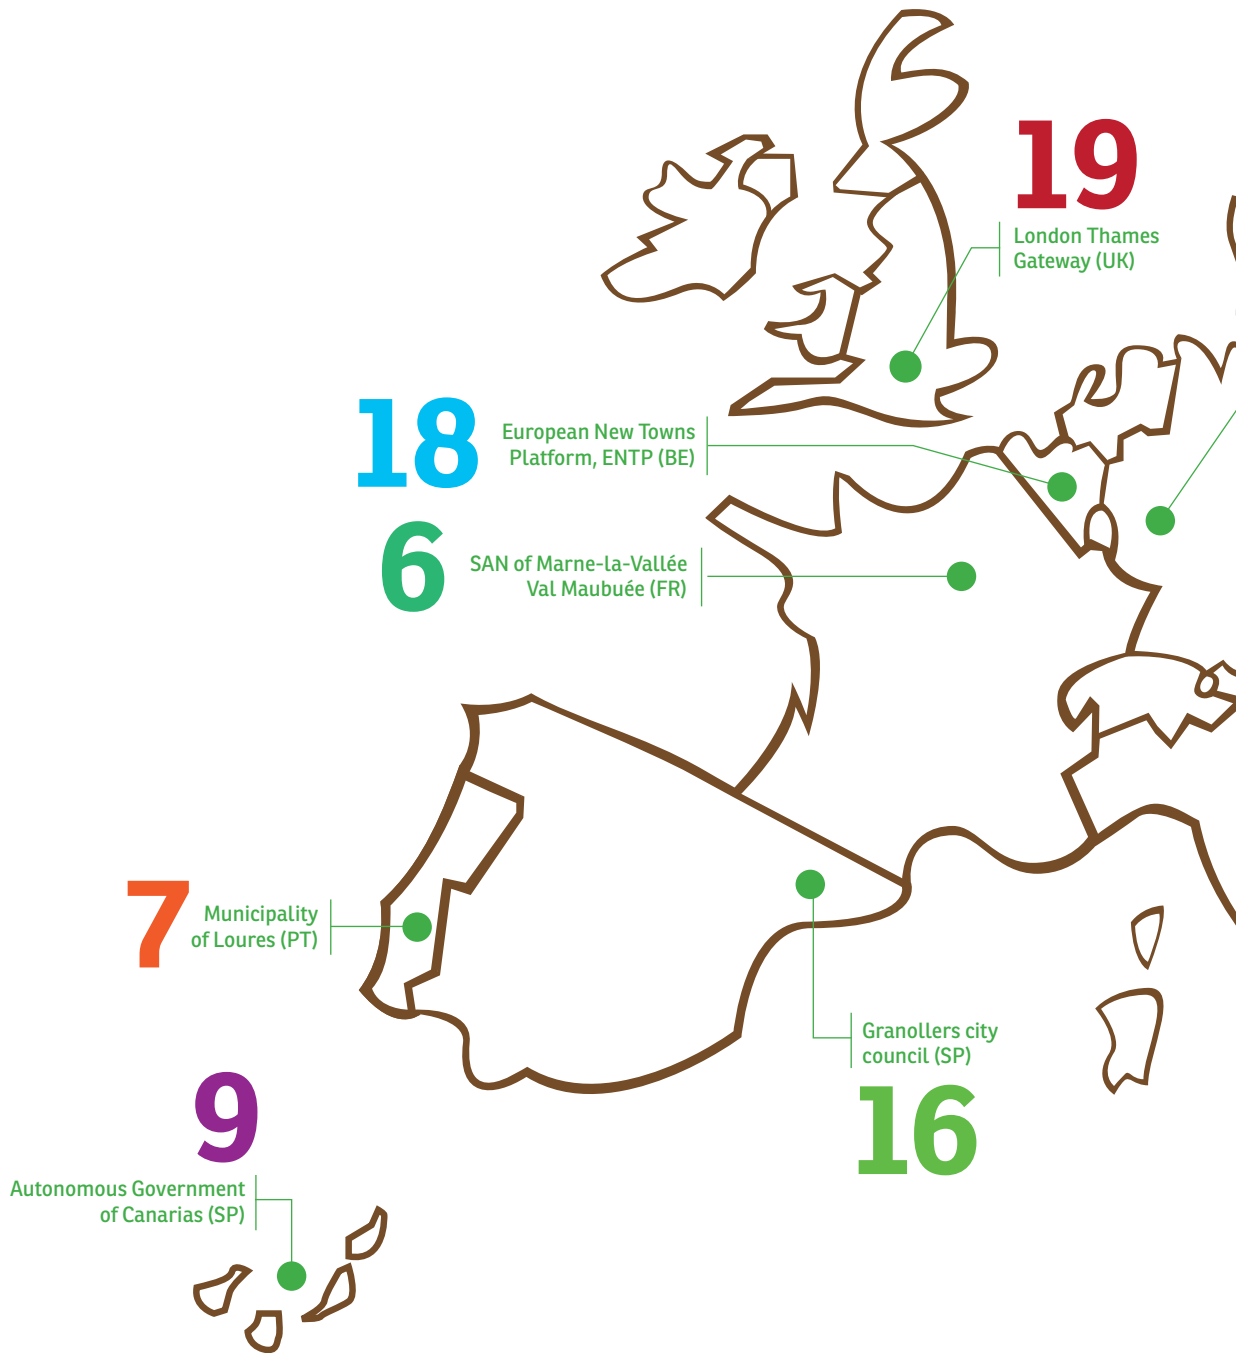 19
London Thames
Gateway (UK)
18
European New Towns
Platform, ENTP (BE)
6
SAN of Marne-la-Vallée
Val Maubuée (FR)
7
Municipality
of Loures (PT)
Granollers city
council (SP)
16
9
Autonomous Government
of Canarias (SP)